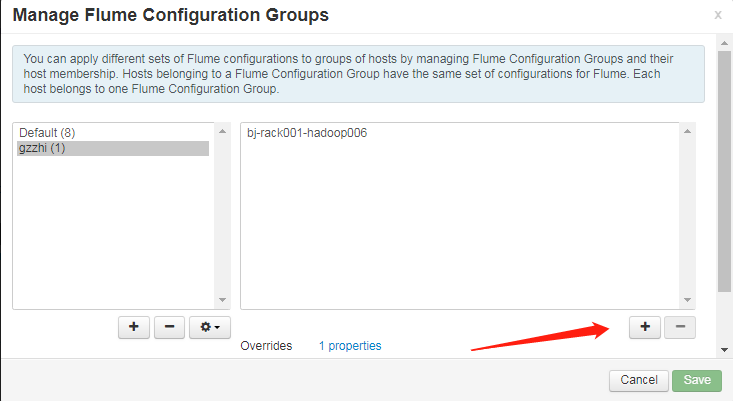 Manage Flume Configuration Groups
x
You can apply different sets of Flume configurations to groups of hosts by managing Flume Configuration Groups and their
host membership. Hosts belonging to a Flume Configuration Group have the same set of configurations for Flume. Each
host belongs to one Flume Configuration Group.
Default (8)
gzzhi (1)
bj-rack001-hadoop006
Overrides 1 properties
Cancel Save